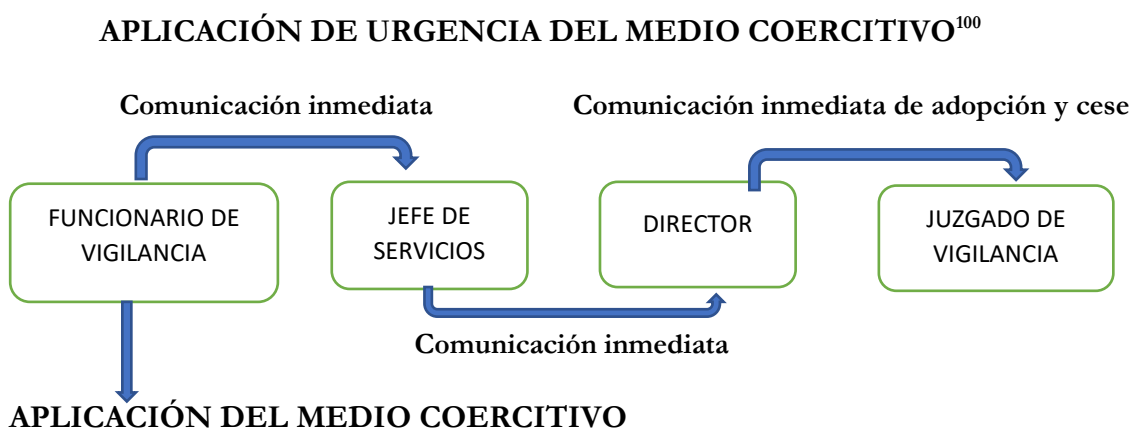 APLICACIÓN DE URGENCIA DEL MEDIO COERCITIVO¹⁰⁰
Comunicación inmediata
Comunicación inmediata de adopción y cese
FUNCIONARIO DE
VIGILANCIA
JEFE DE
SERVICIOS
DIRECTOR
JUZGADO DE
VIGILANCIA
Comunicación inmediata
APLICACIÓN DEL MEDIO COERCITIVO